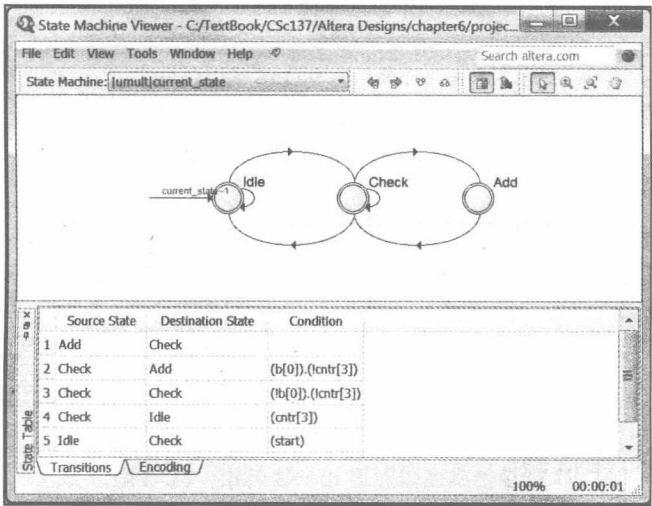 State Machine Viewer - C:/TextBook/CSc137/Altera Designs/chapter6/projec...
File Edit View Tools Window Help
Search altera.com
State Machine: |umult|current_state
current_state~1
Idle
Check
Add
Source State Destination State Condition
1 Add Check
2 Check Add (b[0]).(!cntr[3])
3 Check Check (!b[0]).(!cntr[3])
4 Check Idle (cntr[3])
5 Idle Check (start)
State Table
Transitions Encoding
100% 00:00:01